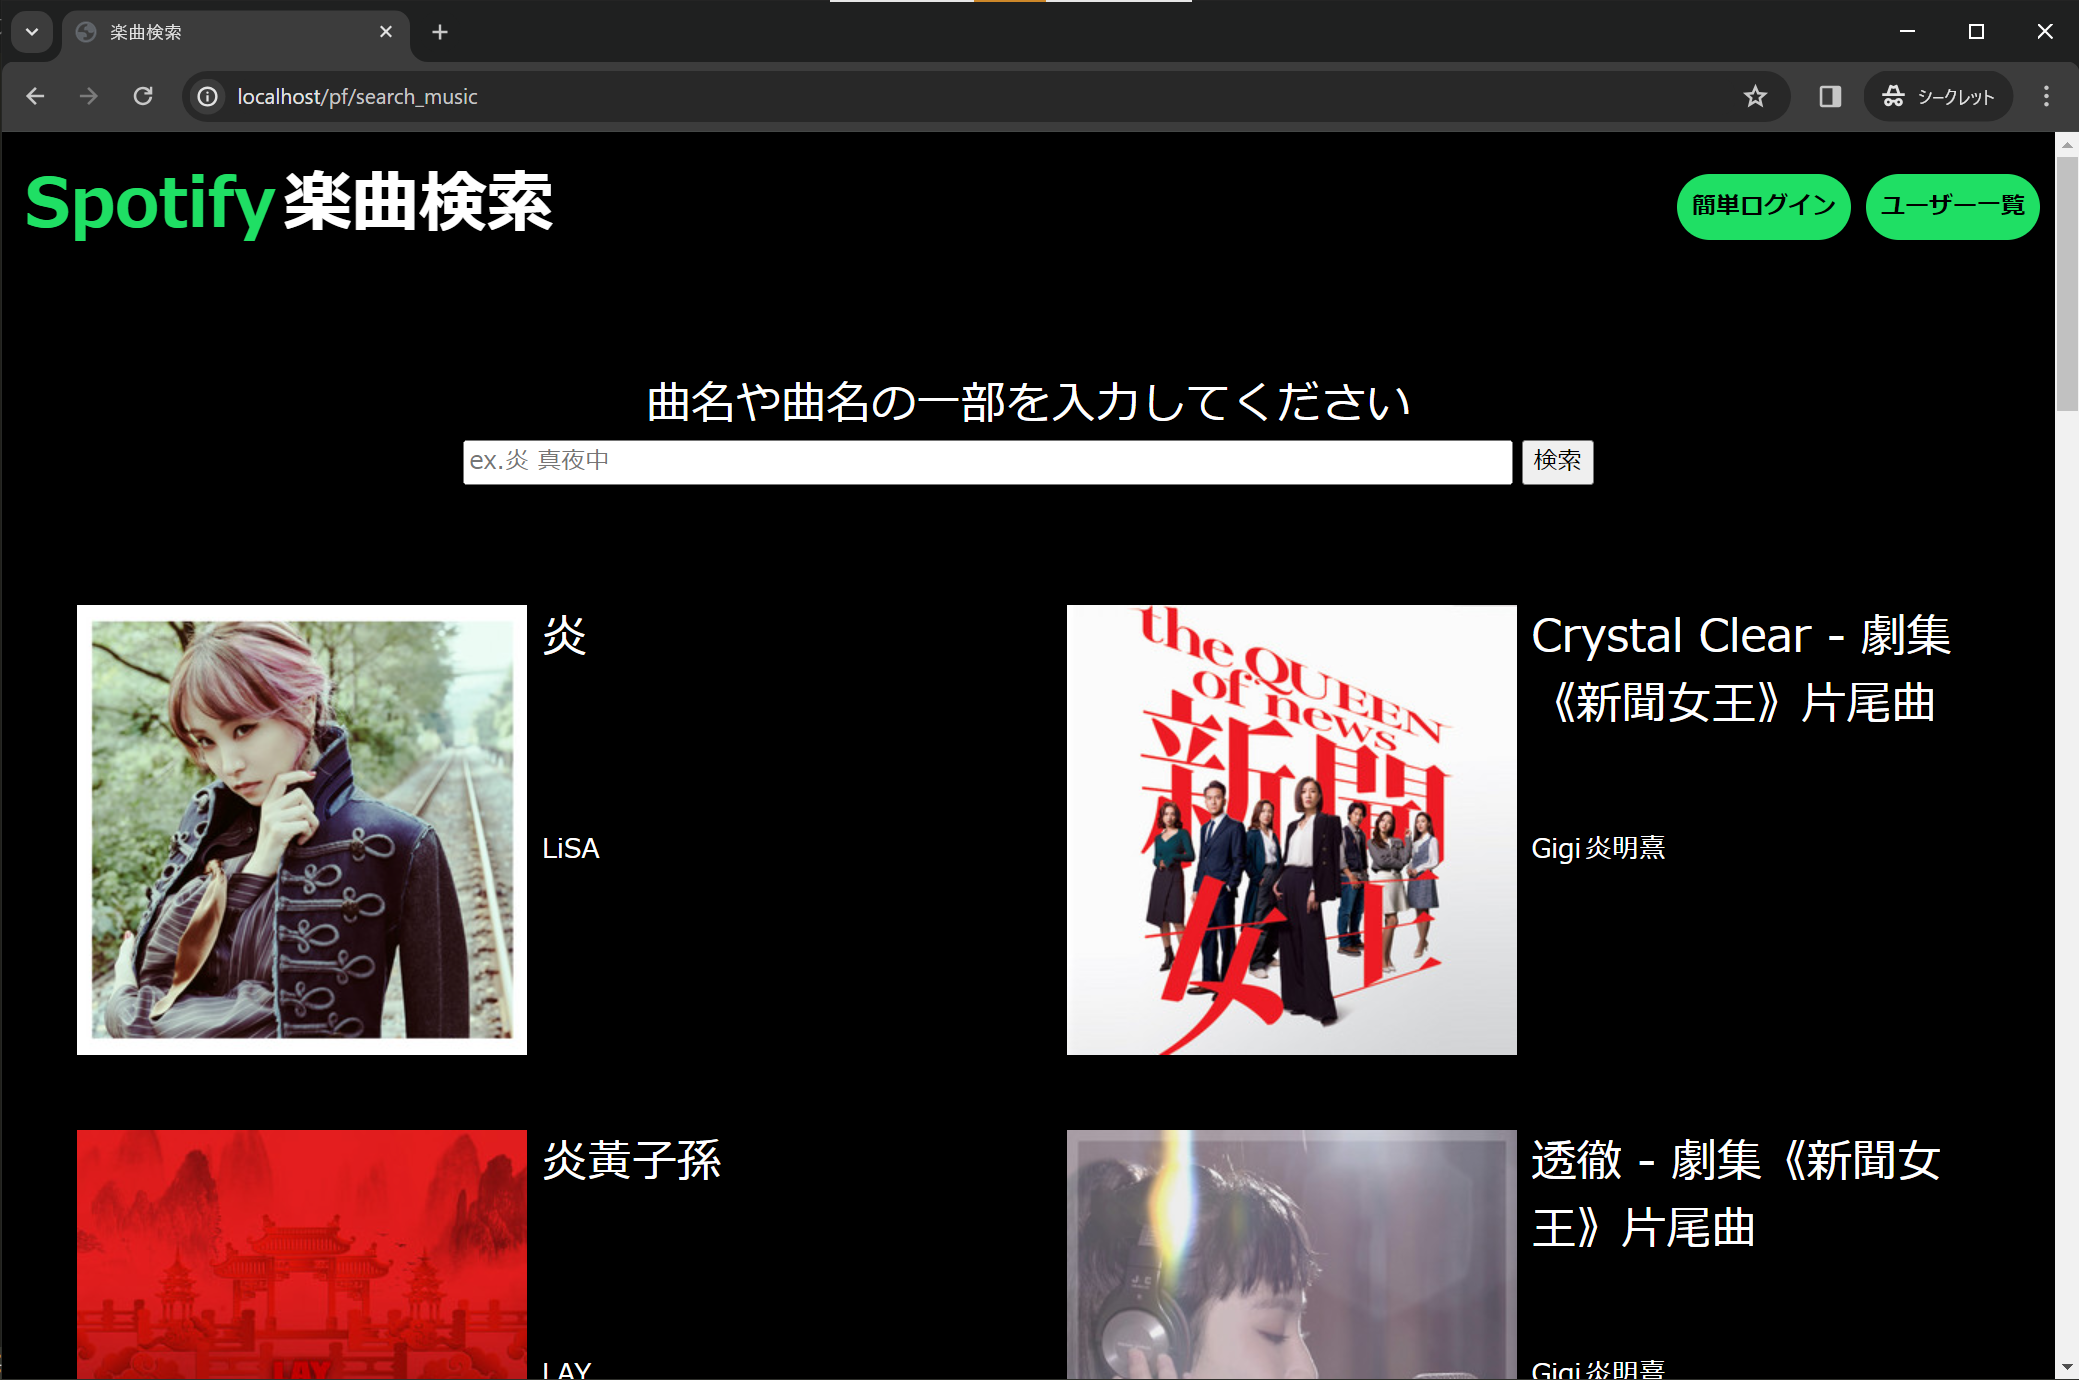 楽曲検索
localhost/pf/search_music
シークレット
Spotify 楽曲検索
簡単ログイン
ユーザー一覧
曲名や曲名の一部を入力してください
ex.炎 真夜中
検索
炎
LiSA
the QUEEN
of news
新聞
女王
Crystal Clear - 劇集
《新聞女王》片尾曲
Gigi 炎明熹
炎黃子孫
LAY
LAY
透徹 - 劇集《新聞女
王》片尾曲
Gigi 炎明熹